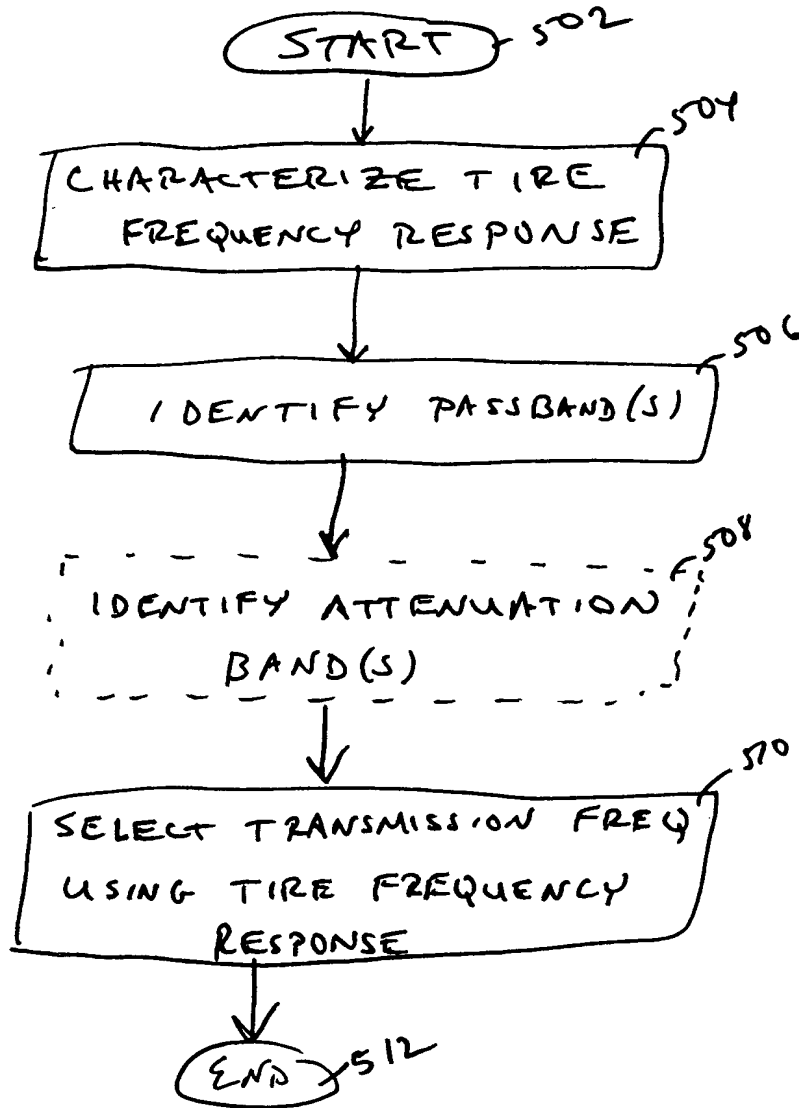 START
502
504
CHARACTERIZE TIRE
FREQUENCY RESPONSE
506
IDENTIFY PASSBAND(S)
508
IDENTIFY ATTENUATION
BAND(S)
510
SELECT TRANSMISSION FREQ
USING TIRE FREQUENCY
RESPONSE
END
512